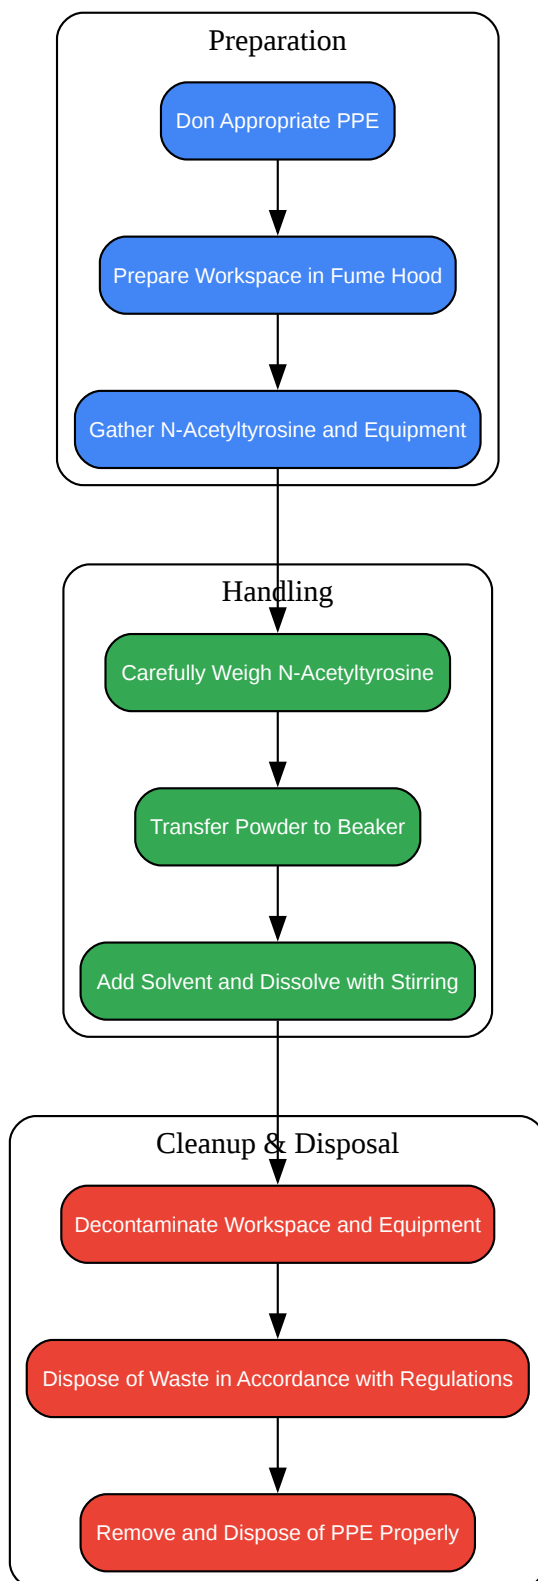 Preparation
Don Appropriate PPE
Prepare Workspace in Fume Hood
Gather N-Acetyltyrosine and Equipment
Handling
Carefully Weigh N-Acetyltyrosine
Transfer Powder to Beaker
Add Solvent and Dissolve with Stirring
Cleanup & Disposal
Decontaminate Workspace and Equipment
Dispose of Waste in Accordance with Regulations
Remove and Dispose of PPE Properly